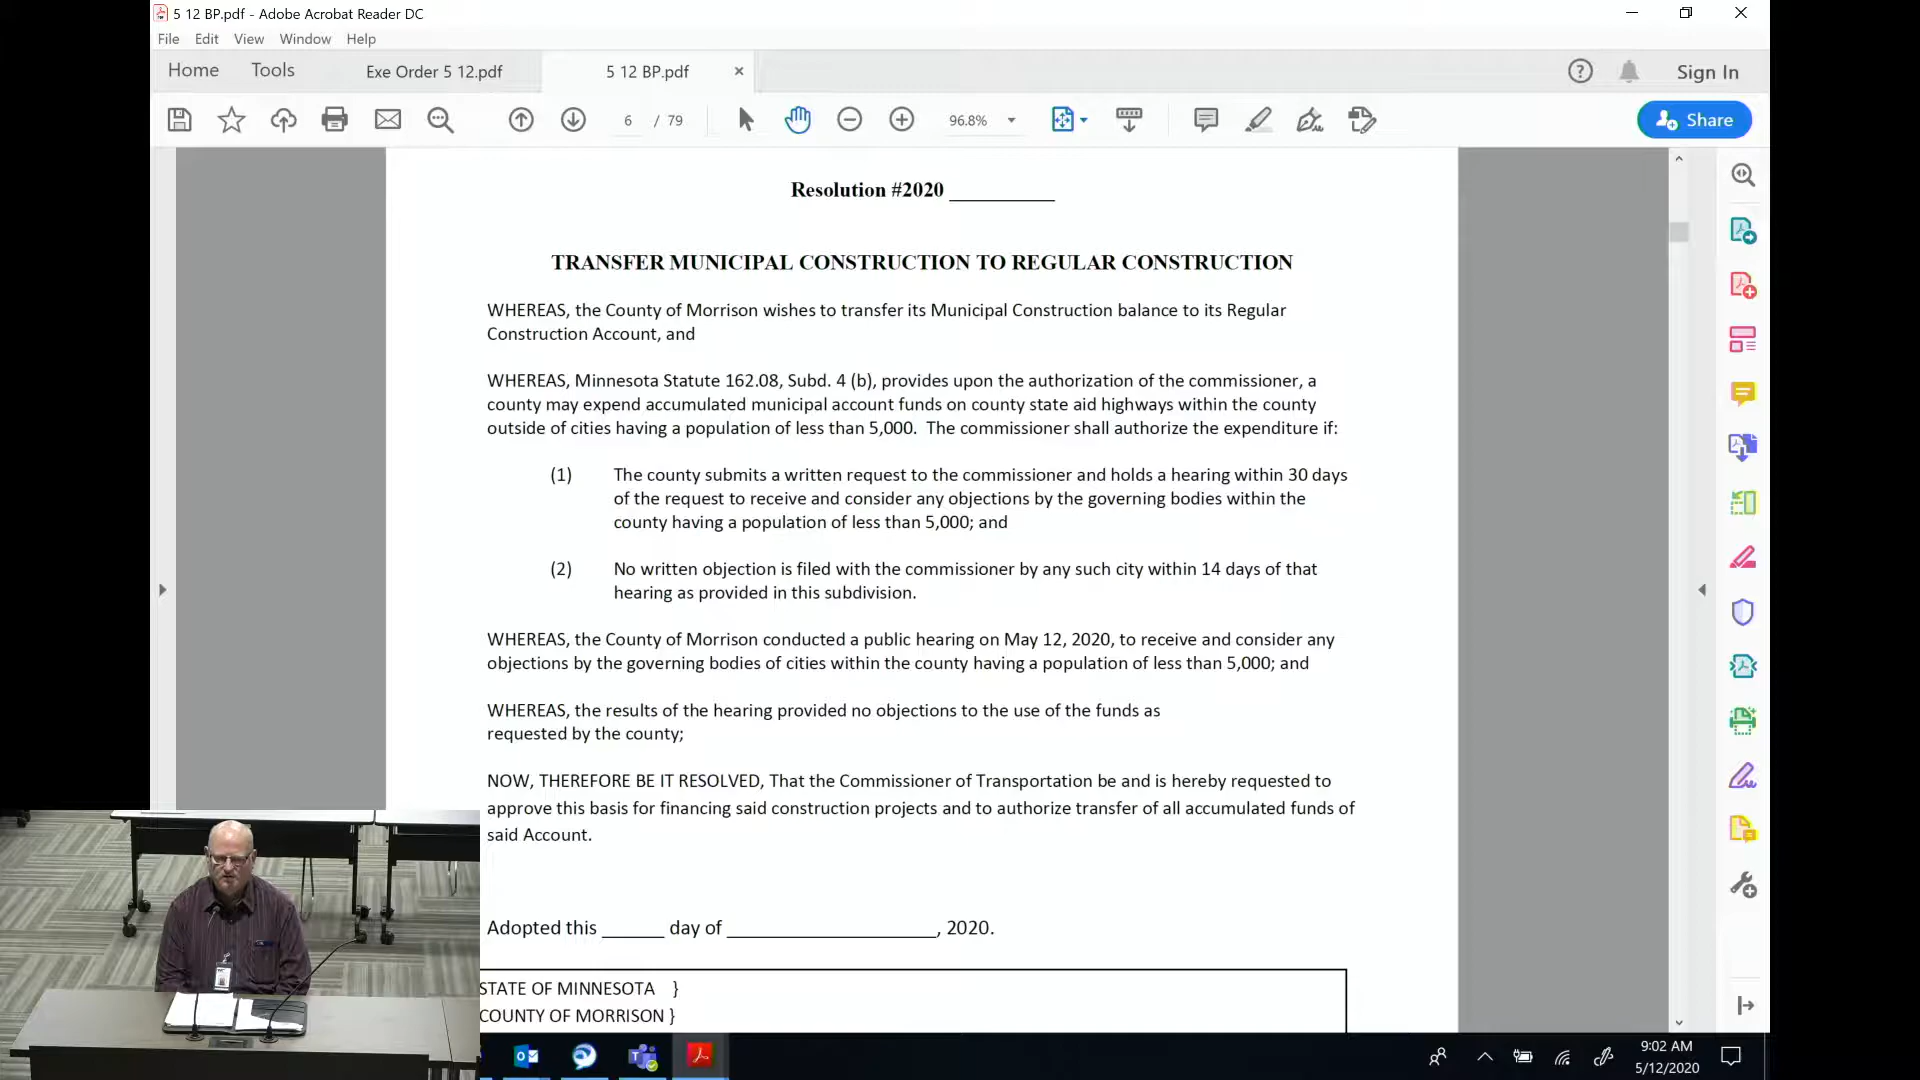 5 12 BP.pdf - Adobe Acrobat Reader DC
File Edit View Window Help
Home Tools Exe Order 5 12.pdf 5 12 BP.pdf Sign In
6 / 79 96.8% Share
Resolution #2020 __________
TRANSFER MUNICIPAL CONSTRUCTION TO REGULAR CONSTRUCTION
WHEREAS, the County of Morrison wishes to transfer its Municipal Construction balance to its Regular
Construction Account, and
WHEREAS, Minnesota Statute 162.08, Subd. 4 (b), provides upon the authorization of the commissioner, a
county may expend accumulated municipal account funds on county state aid highways within the county
outside of cities having a population of less than 5,000. The commissioner shall authorize the expenditure if:
(1) The county submits a written request to the commissioner and holds a hearing within 30 days
of the request to receive and consider any objections by the governing bodies within the
county having a population of less than 5,000; and
(2) No written objection is filed with the commissioner by any such city within 14 days of that
hearing as provided in this subdivision.
WHEREAS, the County of Morrison conducted a public hearing on May 12, 2020, to receive and consider any
objections by the governing bodies of cities within the county having a population of less than 5,000; and
WHEREAS, the results of the hearing provided no objections to the use of the funds as
requested by the county;
NOW, THEREFORE BE IT RESOLVED, That the Commissioner of Transportation be and is hereby requested to
approve this basis for financing said construction projects and to authorize transfer of all accumulated funds of
said Account.
Adopted this ______ day of ____________________, 2020.
STATE OF MINNESOTA }
COUNTY OF MORRISON }
9:02 AM
5/12/2020